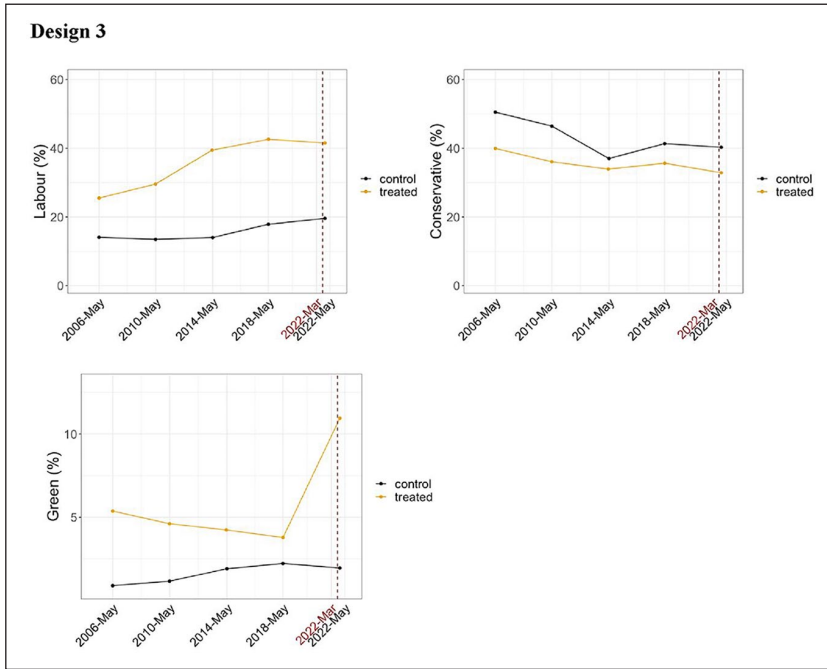 Design 3
60
40
20
0
Labour (%)
2006-May
2010-May
2014-May
2018-May
2022-Mar
2022-May
control
treated
60
40
20
0
Conservative (%)
2006-May
2010-May
2014-May
2018-May
2022-Mar
2022-May
control
treated
10
5
Green (%)
2006-May
2010-May
2014-May
2018-May
2022-Mar
2022-May
control
treated